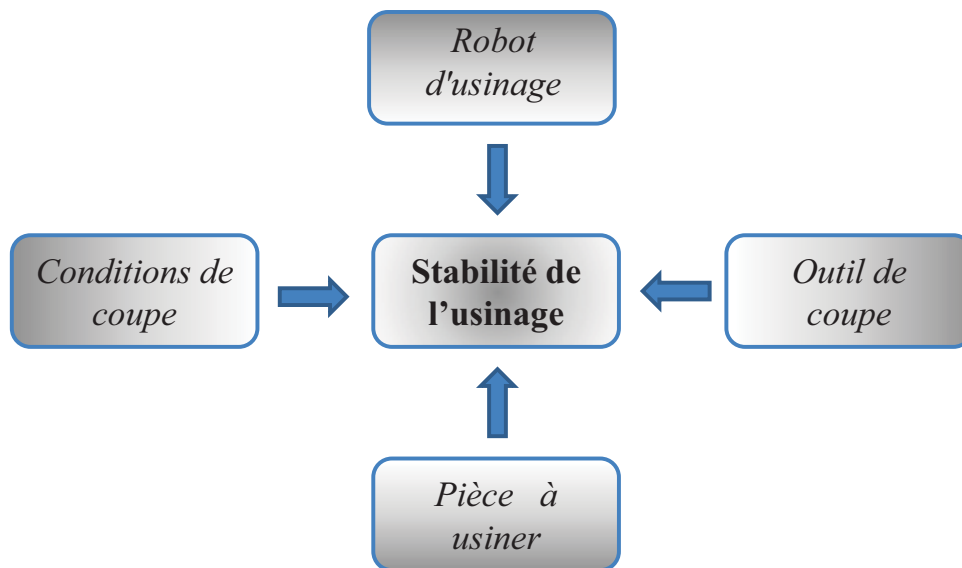 Robot
d'usinage
Conditions de
coupe
Stabilité de
l’usinage
Outil de
coupe
Pièce à
usiner